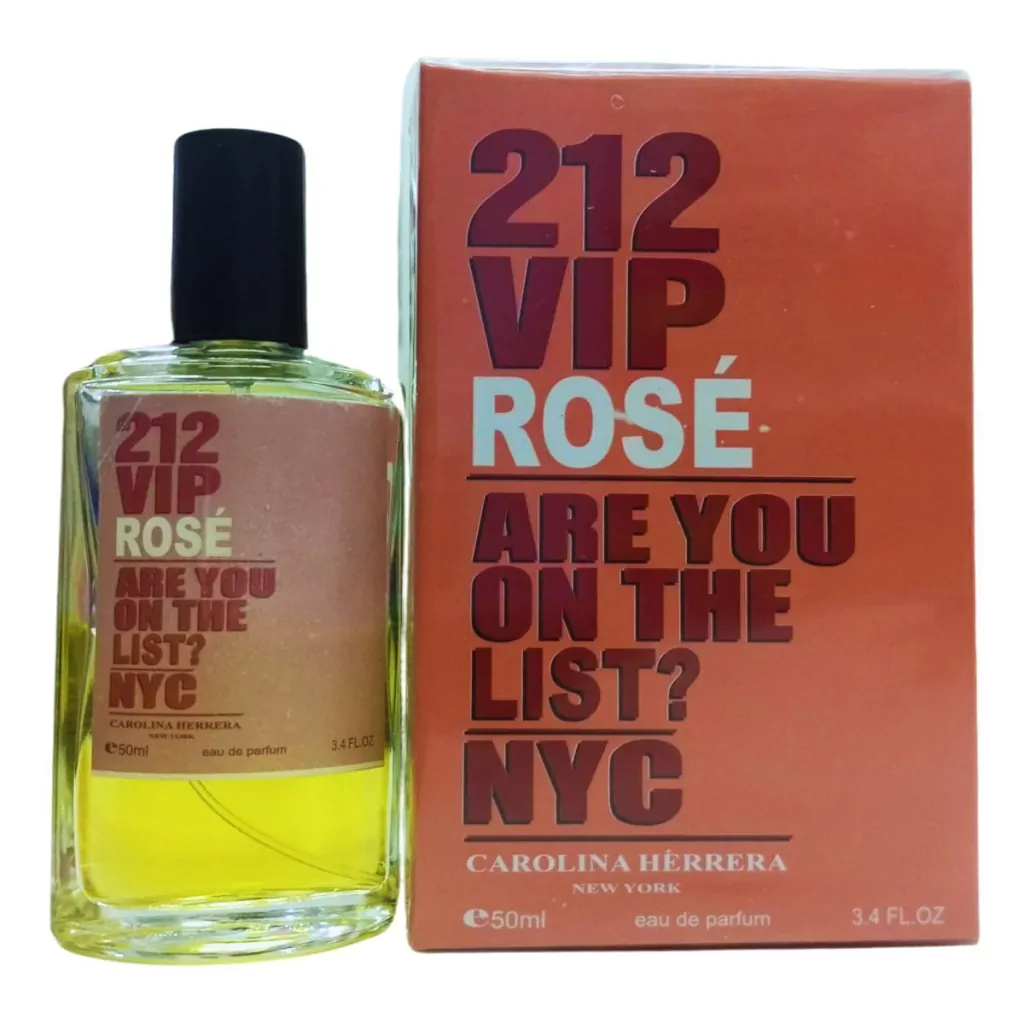 212
VIP
ROSÉ
ARE YOU
ON THE
LIST?
NYC
CAROLINA HERRERA
NEW YORK
℮50ml eau de parfum 3.4 FL.OZ
212
VIP
ROSÉ
ARE YOU
ON THE
LIST?
NYC
CAROLINA HÉRRERA
NEW YORK
℮50ml eau de parfum 3.4 FL.OZ